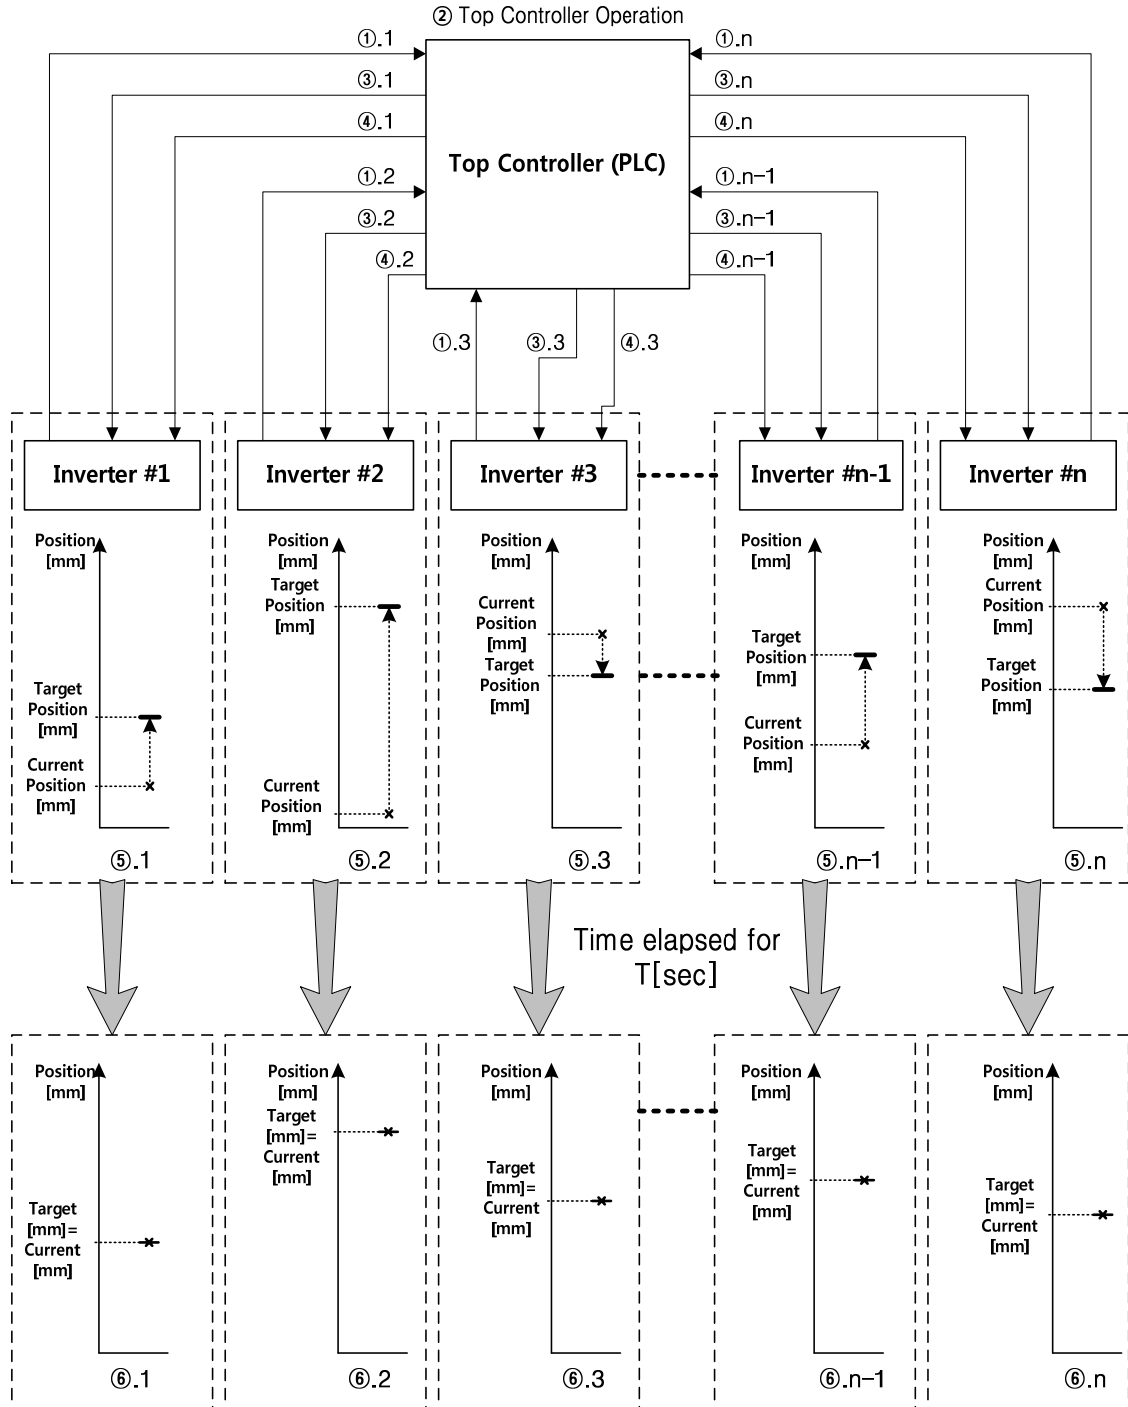 ② Top Controller Operation
①.1
③.1
④.1
①.2
③.2
④.2
Top Controller (PLC)
①.n
③.n
④.n
①.n-1
③.n-1
④.n-1
①.3
③.3
④.3
Inverter #1
Inverter #2
Inverter #3
Inverter #n-1
Inverter #n
Position
[mm]
Target
Position
[mm]
Current
Position
[mm]
⑤.1
Position
[mm]
Target
Position
[mm]
Current
Position
[mm]
⑤.2
Position
[mm]
Current
Position
[mm]
Target
Position
[mm]
⑤.3
Position
[mm]
Target
Position
[mm]
Current
Position
[mm]
⑤.n-1
Position
[mm]
Current
Position
[mm]
Target
Position
[mm]
⑤.n
Time elapsed for
T[sec]
Position
[mm]
Target
[mm]=
Current
[mm]
⑥.1
Position
[mm]
Target
[mm]=
Current
[mm]
⑥.2
Position
[mm]
Target
[mm]=
Current
[mm]
⑥.3
Position
[mm]
Target
[mm]=
Current
[mm]
⑥.n-1
Position
[mm]
Target
[mm]=
Current
[mm]
⑥.n